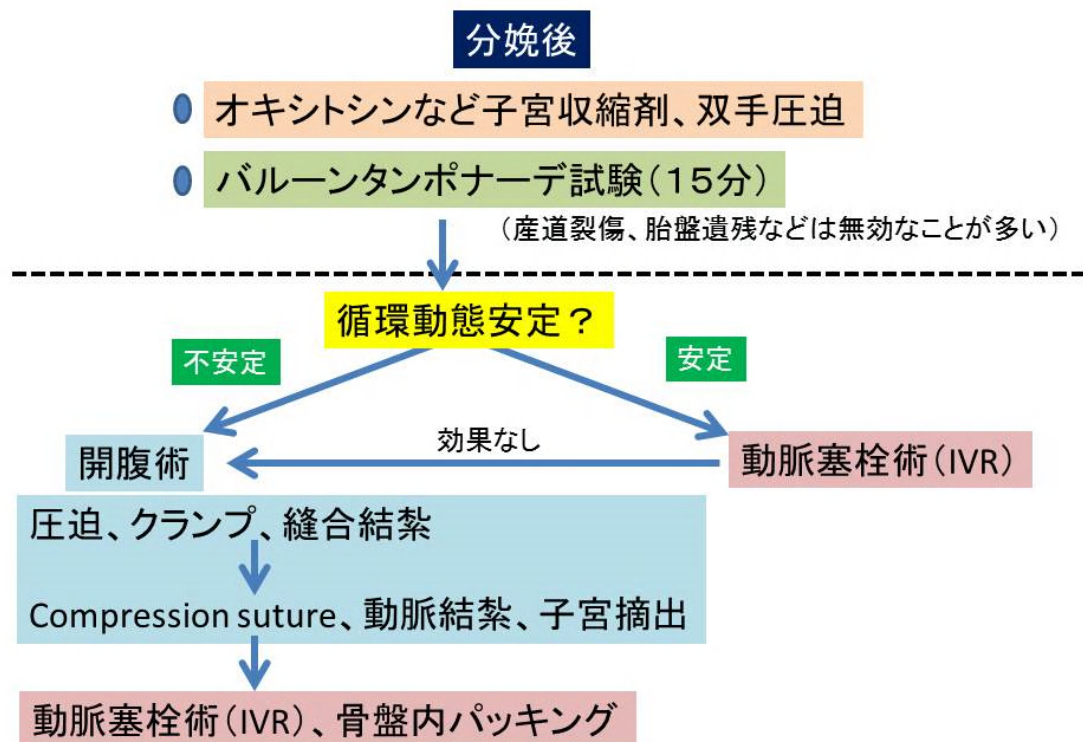 分娩後
オキシトシンなど子宮収縮剤、双手圧迫
バルーンタンポナーデ試験（１５分）
（産道裂傷、胎盤遺残などは無効なことが多い）
循環動態安定？
不安定
安定
効果なし
開腹術
動脈塞栓術（IVR）
圧迫、クランプ、縫合結紮
Compression suture、動脈結紮、子宮摘出
動脈塞栓術（IVR）、骨盤内パッキング